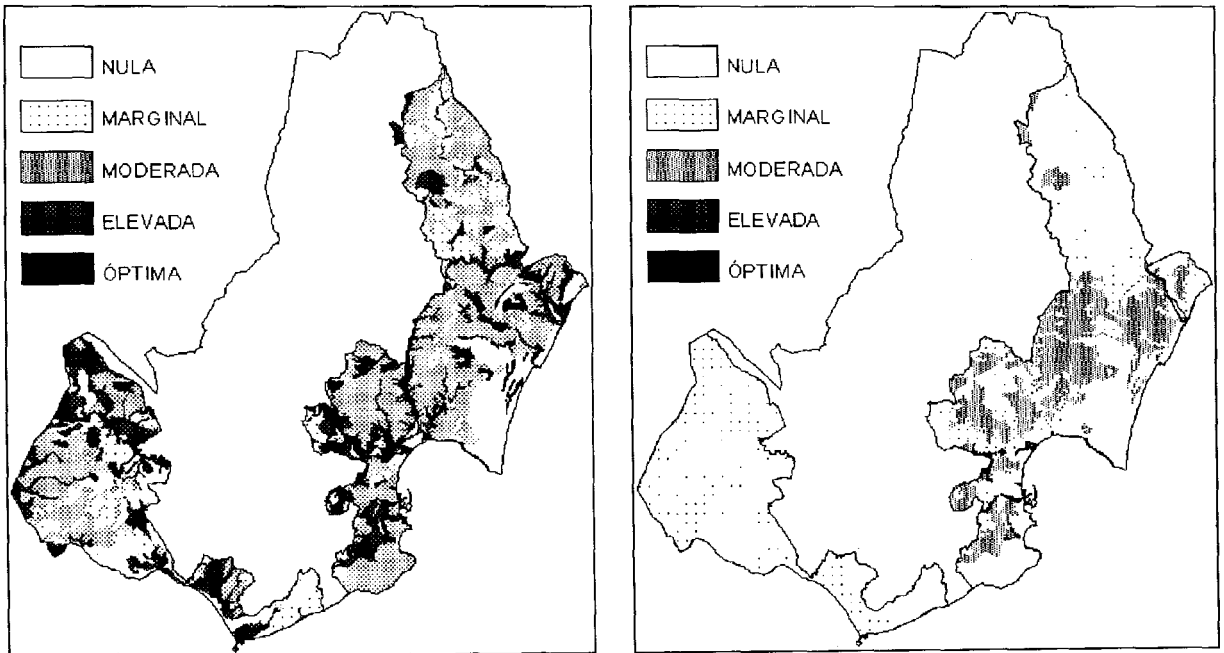 NULA
MARGINAL
MODERADA
ELEVADA
ÓPTIMA
NULA
MARGINAL
MODERADA
ELEVADA
ÓPTIMA